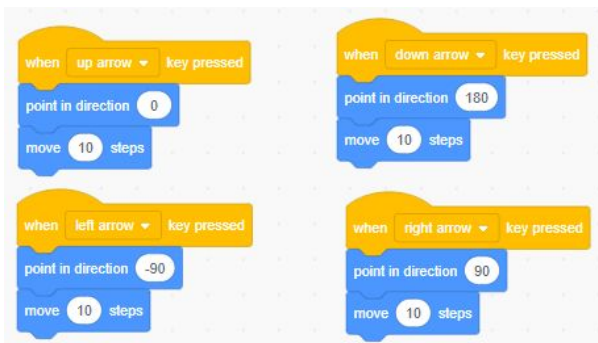 when up arrow key pressed
point in direction 0
move 10 steps
when down arrow key pressed
point in direction 180
move 10 steps
when left arrow key pressed
point in direction -90
move 10 steps
when right arrow key pressed
point in direction 90
move 10 steps